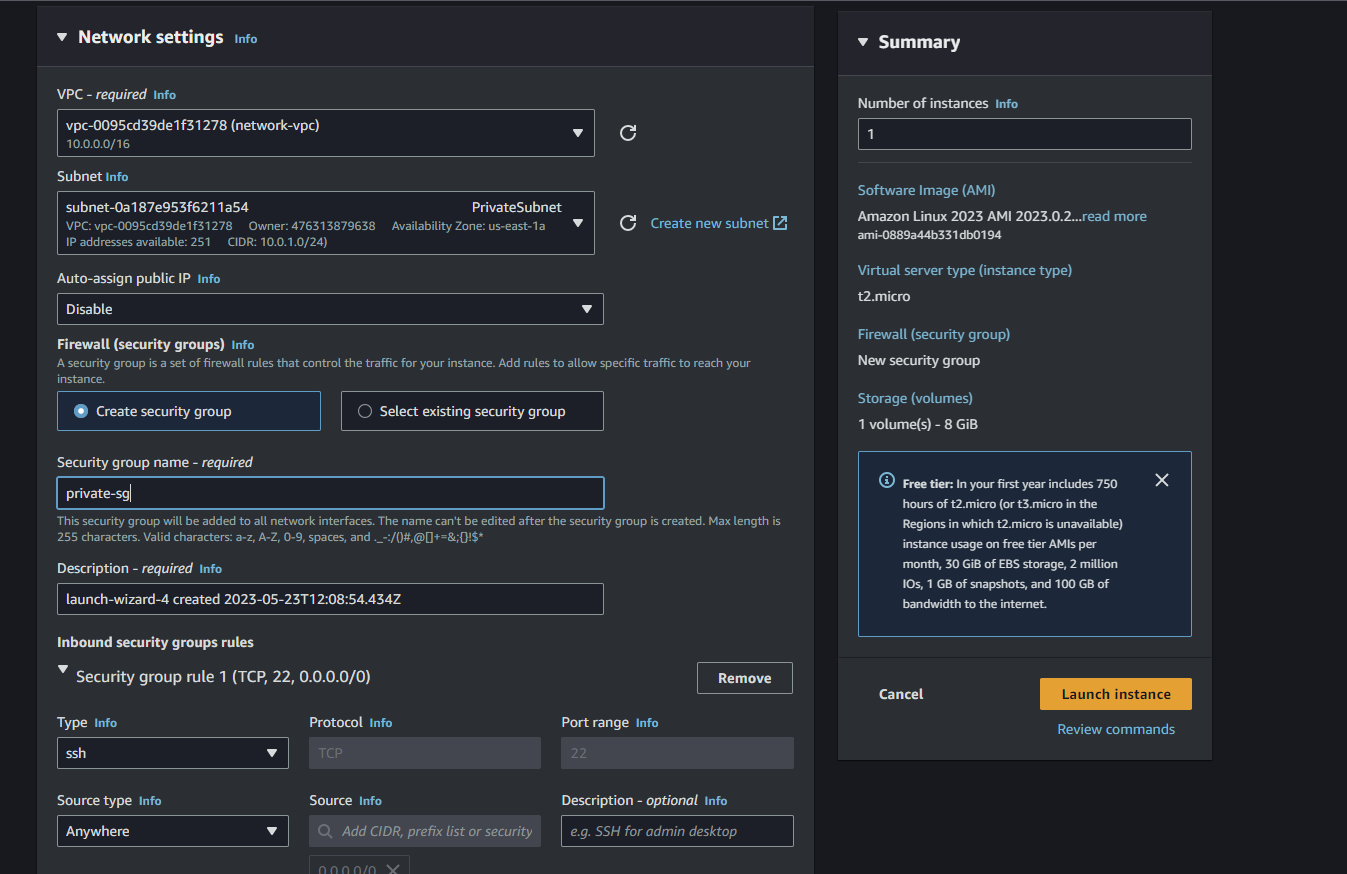 Network settings Info
VPC - required Info
vpc-0095cd39de1f31278 (network-vpc)
10.0.0.0/16
Subnet Info
subnet-0a187e953f6211a54 PrivateSubnet
VPC: vpc-0095cd39de1f31278 Owner: 476313879638 Availability Zone: us-east-1a
IP addresses available: 251 CIDR: 10.0.1.0/24)
Create new subnet
Auto-assign public IP Info
Disable
Firewall (security groups) Info
A security group is a set of firewall rules that control the traffic for your instance. Add rules to allow specific traffic to reach your
instance.
Create security group
Select existing security group
Security group name - required
private-sg
This security group will be added to all network interfaces. The name can't be edited after the security group is created. Max length is
255 characters. Valid characters: a-z, A-Z, 0-9, spaces, and ._-:/()#,@[]+=&;{}!$*
Description - required Info
launch-wizard-4 created 2023-05-23T12:08:54.434Z
Inbound security groups rules
Security group rule 1 (TCP, 22, 0.0.0.0/0)
Remove
Type Info
Protocol Info
Port range Info
ssh
TCP
22
Source type Info
Source Info
Description - optional Info
Anywhere
Add CIDR, prefix list or security
e.g. SSH for admin desktop
0.0.0.0/0
Summary
Number of instances Info
1
Software Image (AMI)
Amazon Linux 2023 AMI 2023.0.2...read more
ami-0889a44b331db0194
Virtual server type (instance type)
t2.micro
Firewall (security group)
New security group
Storage (volumes)
1 volume(s) - 8 GiB
Free tier: In your first year includes 750
hours of t2.micro (or t3.micro in the
Regions in which t2.micro is unavailable)
instance usage on free tier AMIs per
month, 30 GiB of EBS storage, 2 million
IOs, 1 GB of snapshots, and 100 GB of
bandwidth to the internet.
Cancel
Launch instance
Review commands